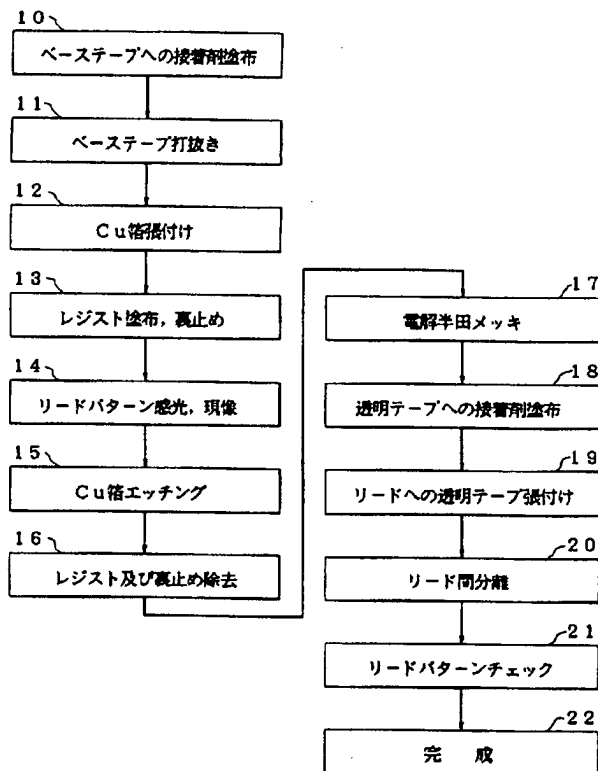 10
ベーステープへの接着剤塗布
11
ベーステープ打抜き
12
Cu箔張付け
13
レジスト塗布，裏止め
14
リードパターン感光，現像
15
Cu箔エッチング
16
レジスト及び裏止め除去
17
電解半田メッキ
18
透明テープへの接着剤塗布
19
リードへの透明テープ張付け
20
リード間分離
21
リードパターンチェック
22
完 成